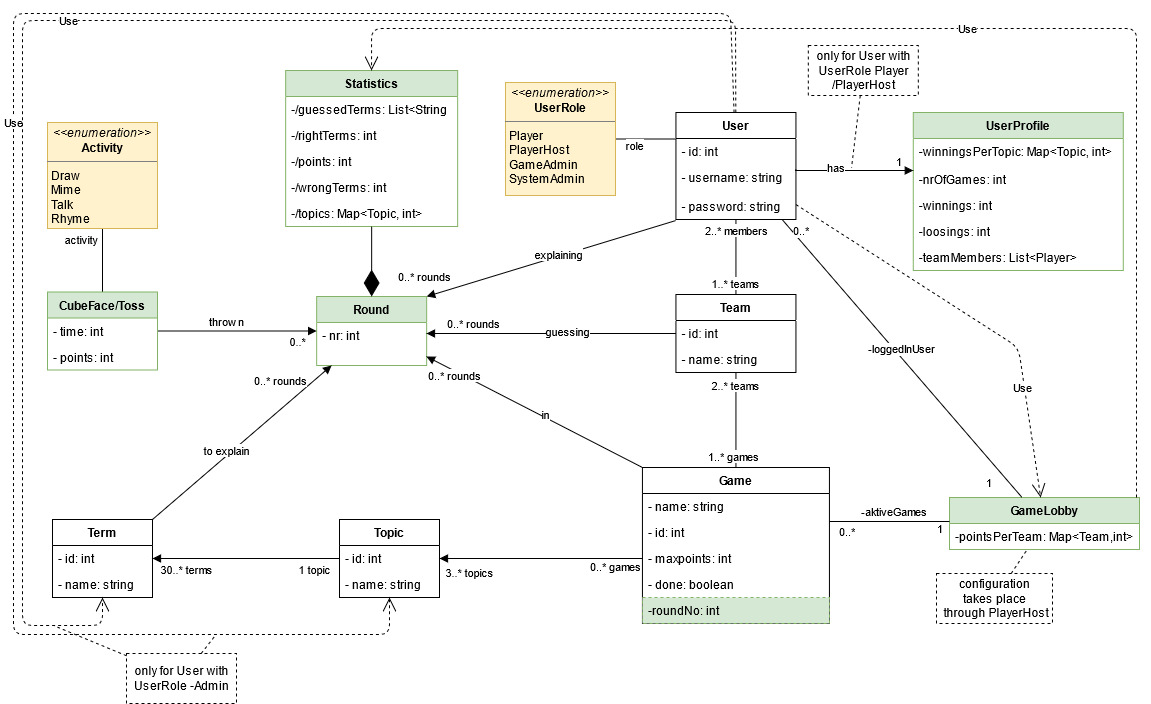 Use
Use
Use
<<enumeration>>
Activity
Draw
Mime
Talk
Rhyme
activity
CubeFace/Toss
- time: int
- points: int
Statistics
-/guessedTerms: List<String
-/rightTerms: int
-/points: int
-/wrongTerms: int
-/topics: Map<Topic, int>
<<enumeration>>
UserRole
Player
PlayerHost
GameAdmin
SystemAdmin
role
User
- id: int
- username: string
- password: string
only for User with
UserRole Player
/PlayerHost
has
1
UserProfile
-winningsPerTopic: Map<Topic, int>
-nrOfGames: int
-winnings: int
-loosings: int
-teamMembers: List<Player>
2..* members
0..*
explaining
0..* rounds
1..* teams
Round
- nr: int
thrown
0..*
0..* rounds
guessing
Team
- id: int
- name: string
-loggedInUser
Use
0..* rounds
0..* rounds
2..* teams
in
to explain
1..* games
1
Game
- name: string
- id: int
- maxpoints: int
- done: boolean
-roundNo: int
-aktiveGames
0..*
1
GameLobby
-pointsPerTeam: Map<Team,int>
Term
- id: int
- name: string
30..* terms
1 topic
Topic
- id: int
- name: string
3..* topics
0..* games
configuration
takes place
through PlayerHost
only for User with
UserRole -Admin